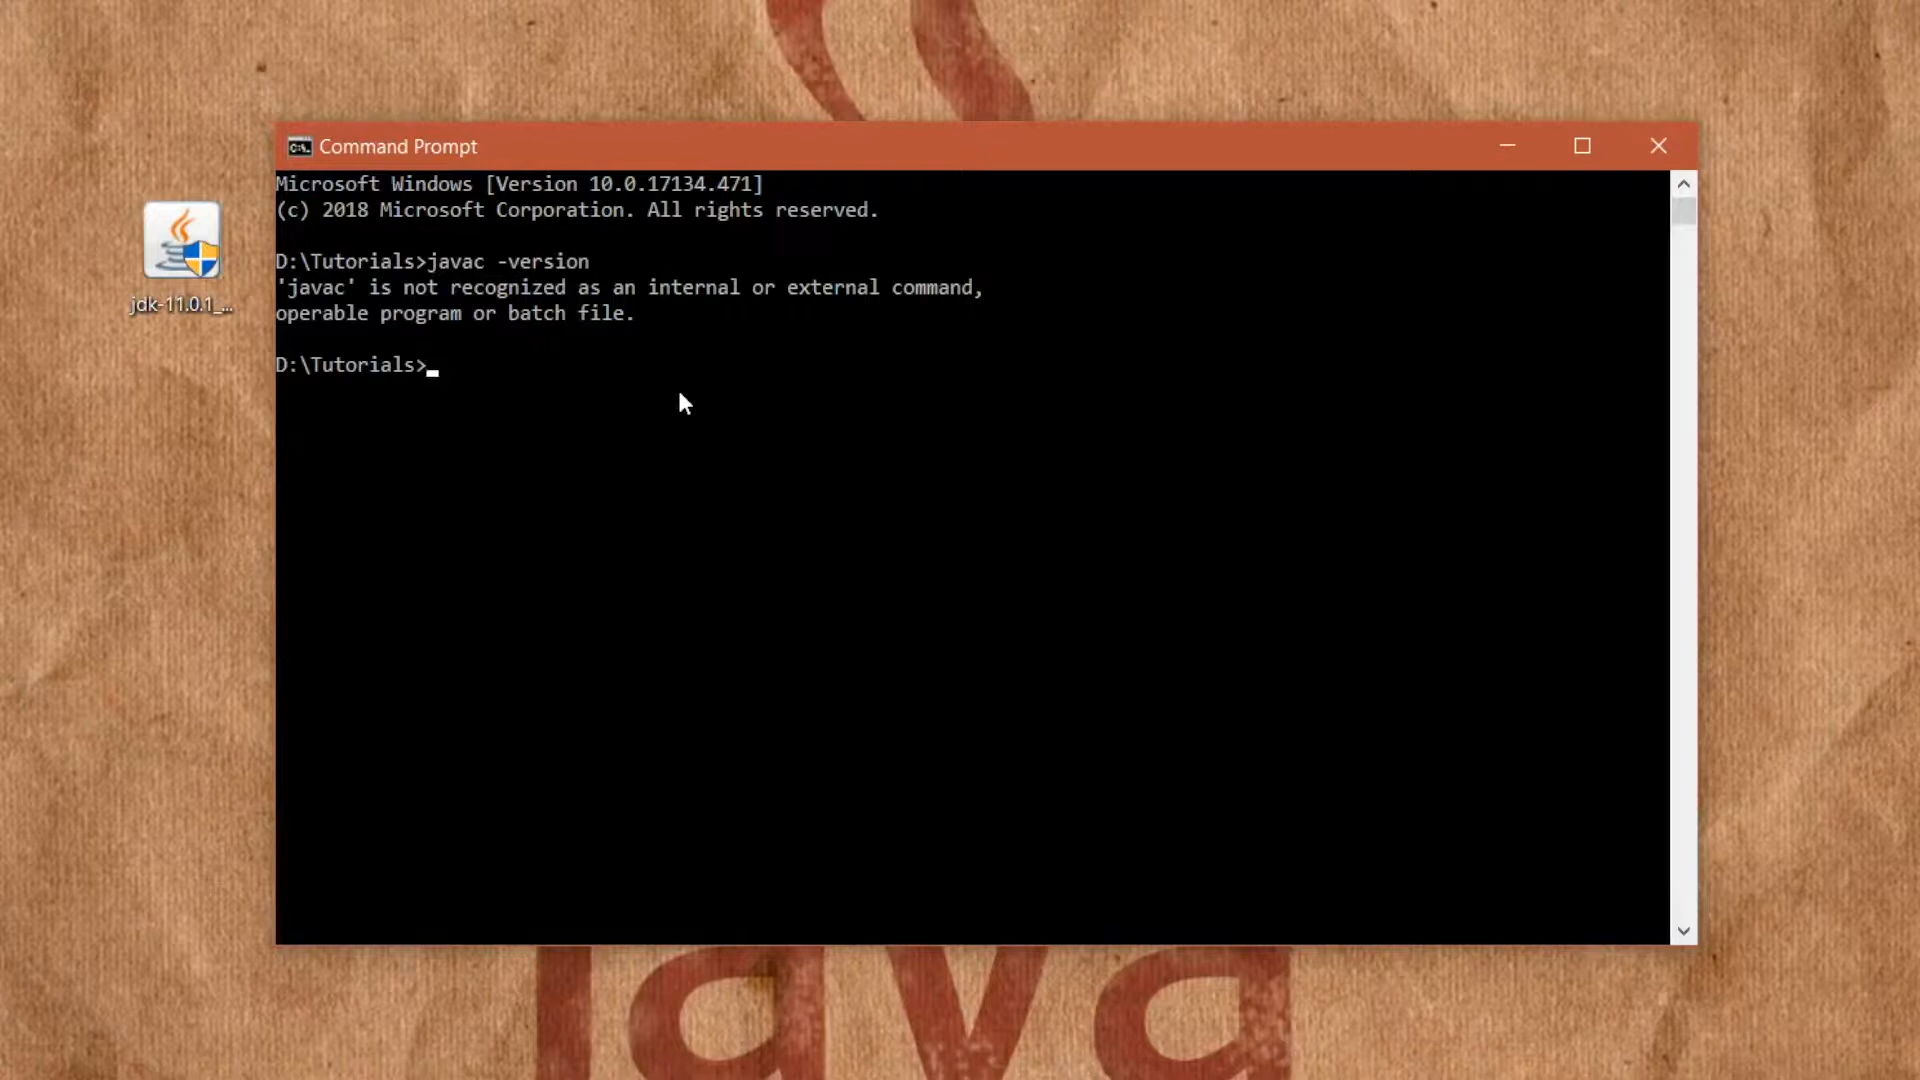 Command Prompt
Microsoft Windows [Version 10.0.17134.471]
(c) 2018 Microsoft Corporation. All rights reserved.
D:\Tutorials>javac -version
'javac' is not recognized as an internal or external command,
operable program or batch file.
D:\Tutorials>
jdk-11.0.1_...
Java